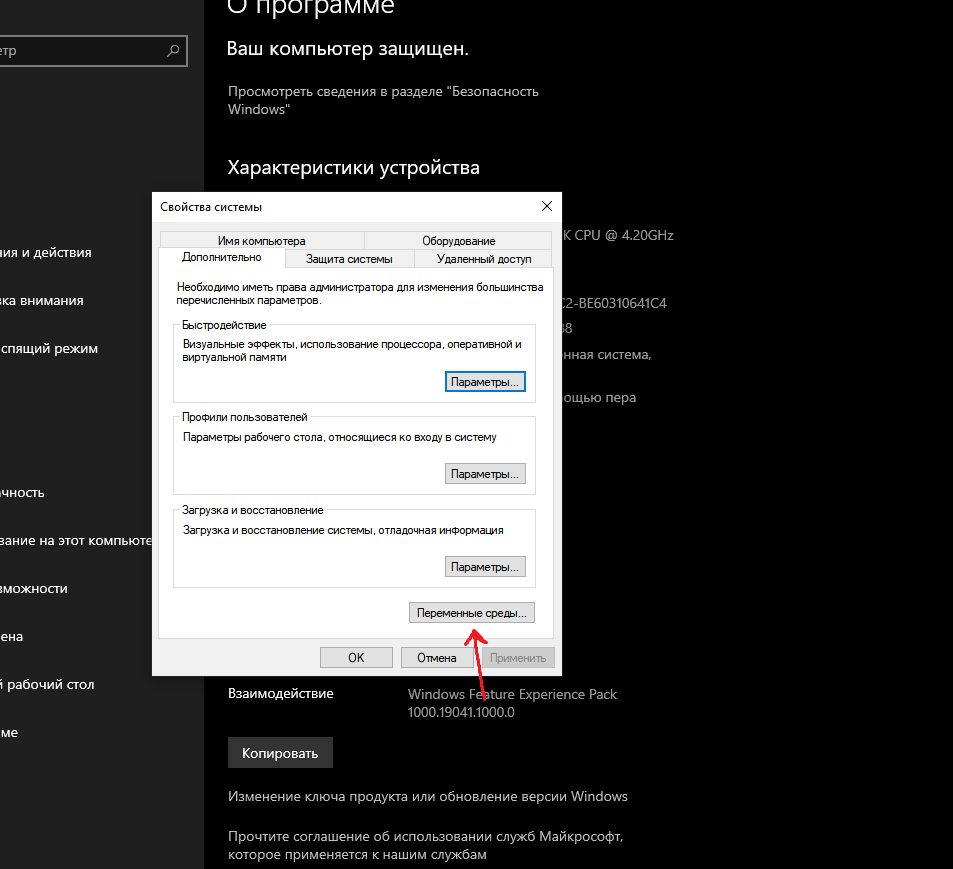 О программе
етр
Ваш компьютер защищен.
Просмотреть сведения в разделе "Безопасность
Windows"
Характеристики устройства
Свойства системы
Имя компьютера
Оборудование
Дополнительно
Защита системы
Удаленный доступ
Необходимо иметь права администратора для изменения большинства
перечисленных параметров.
Быстродействие
Визуальные эффекты, использование процессора, оперативной и
виртуальной памяти
Параметры...
Профили пользователей
Параметры рабочего стола, относящиеся ко входу в систему
Параметры...
Загрузка и восстановление
Загрузка и восстановление системы, отладочная информация
Параметры...
Переменные среды...
ОК
Отмена
Применить
K CPU @ 4.20GHz
C2-BE60310641C4
38
нная система,
ощью пера
ния и действия
вка внимания
спящий режим
чность
вание на этот компьюте
зможности
ена
й рабочий стол
ме
Взаимодействие
Windows Feature Experience Pack
1000.19041.1000.0
Копировать
Изменение ключа продукта или обновление версии Windows
Прочтите соглашение об использовании служб Майкрософт,
которое применяется к нашим службам